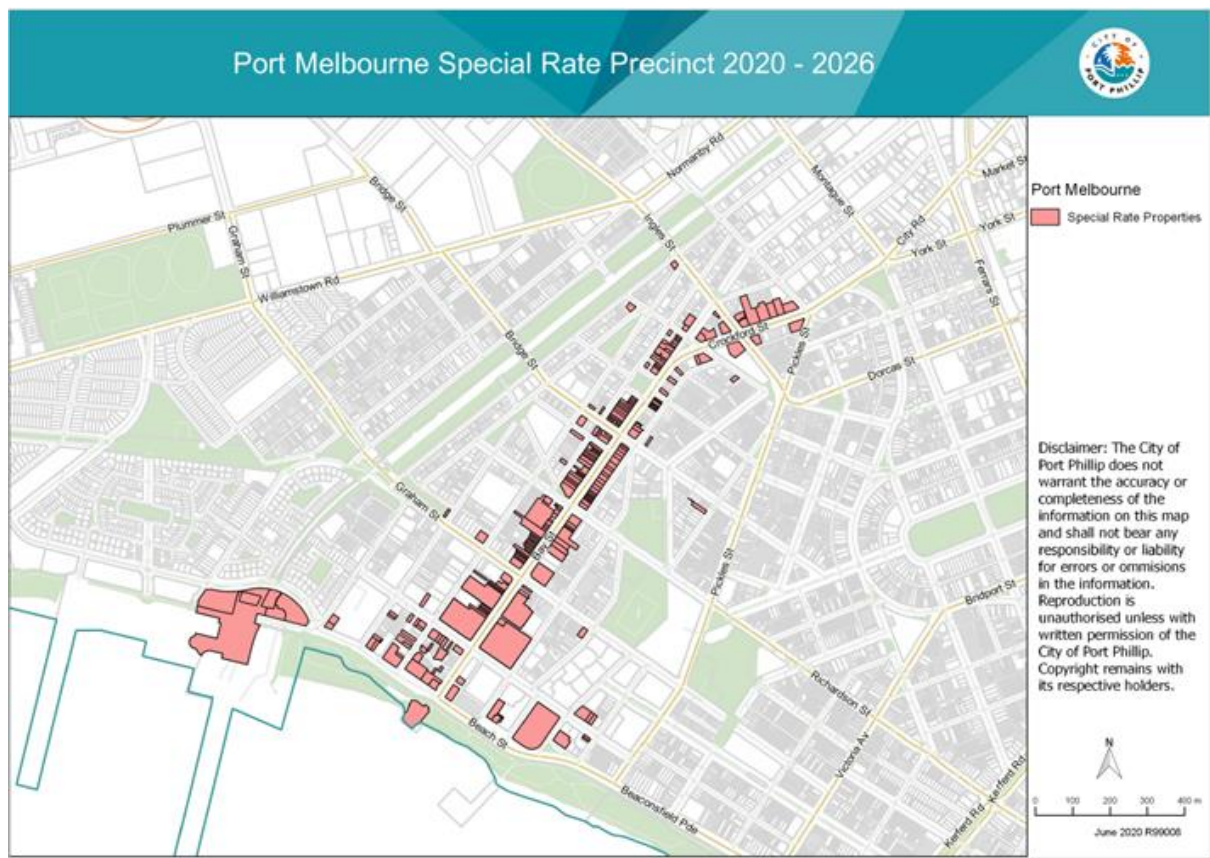 Port Melbourne Special Rate Precinct 2020 - 2026
CITY OF
PORT PHILLIP
Plummer St
Graham St
Bridge St
Williamstown Rd
Normanby Rd
Ingles St
Montague St
Market St
City Rd
York St
York St
Ferrars St
Bridge St
Crockford St
Pickles St
Dorcas St
Graham St
Bay St
Pickles St
Bridport St
Richardson St
Beach St
Victoria Av
Beaconsfield Pde
Kerferd Rd
Kerferd Rd
Port Melbourne
Special Rate Properties
Disclaimer: The City of
Port Phillip does not
warrant the accuracy or
completeness of the
information on this map
and shall not bear any
responsibility or liability
for errors or ommisions
in the information.
Reproduction is
unauthorised unless with
written permission of the
City of Port Phillip.
Copyright remains with
its respective holders.
N
0 100 200 300 400 m
June 2020 R99008